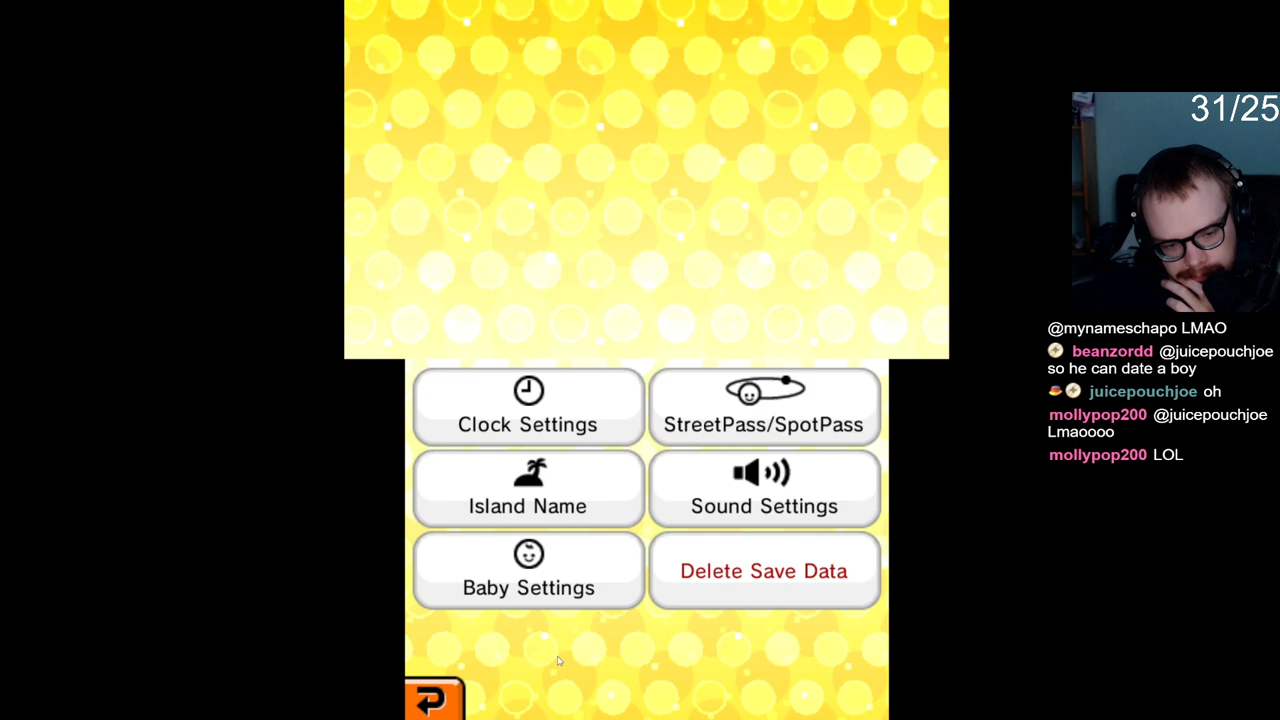 31/25
@mynameschapo LMAO
beanzordd @juicepouchjoe
so he can date a boy
juicepouchjoe oh
mollypop200 @juicepouchjoe
Lmaoooo
mollypop200 LOL
Clock Settings
StreetPass/SpotPass
Island Name
Sound Settings
Baby Settings
Delete Save Data